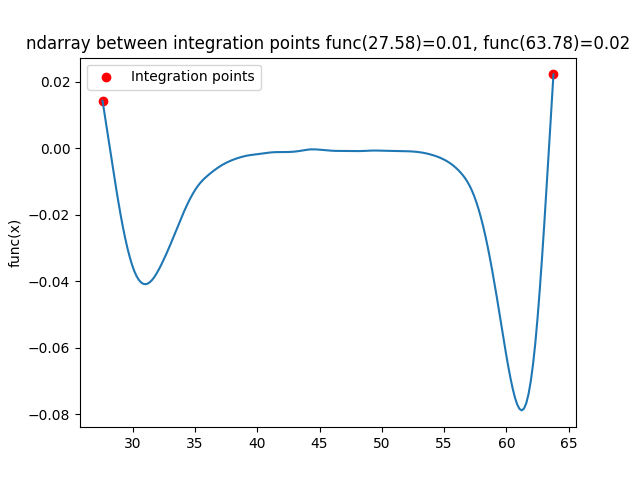 ndarray between integration points func(27.58)=0.01, func(63.78)=0.02
Integration points
func(x)
0.02
0.00
−0.02
−0.04
−0.06
−0.08
30 35 40 45 50 55 60 65